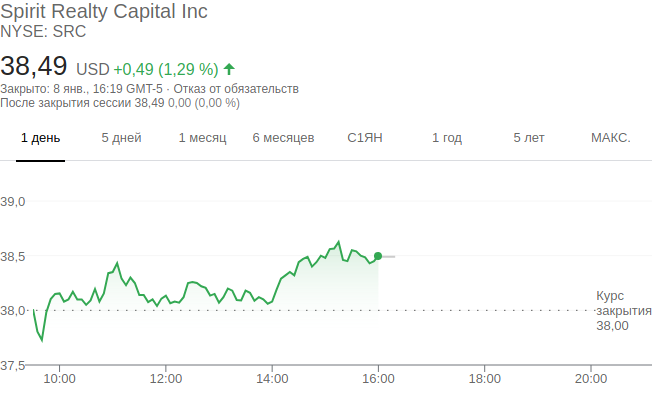 Spirit Realty Capital Inc
NYSE: SRC
38,49 USD +0,49 (1,29 %)
Закрыто: 8 янв., 16:19 GMT-5 · Отказ от обязательств
После закрытия сессии 38,49 0,00 (0,00 %)
1 день 5 дней 1 месяц 6 месяцев С1ЯН 1 год 5 лет МАКС.
39,0
38,5
38,0
Курс
закрытия
38,00
37,5
10:00 12:00 14:00 16:00 18:00 20:00